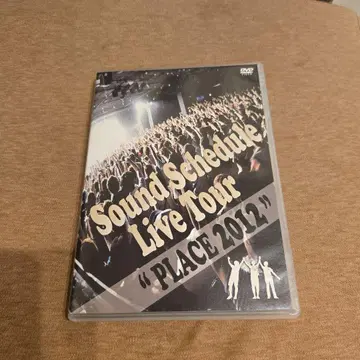 DVD
Sound Schedule
Live Tour
“PLACE 2012”